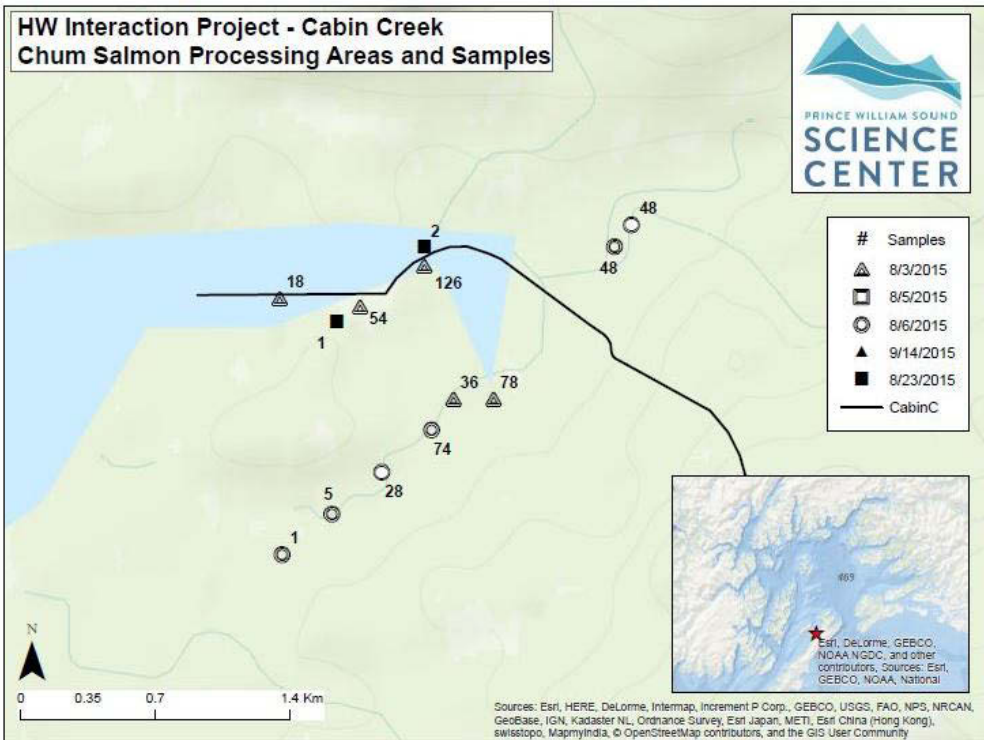 HW Interaction Project - Cabin Creek
Chum Salmon Processing Areas and Samples
PRINCE WILLIAM SOUND
SCIENCE
CENTER
48
2
48
# Samples
8/3/2015
18
126
8/5/2015
54
8/6/2015
1
9/14/2015
8/23/2015
36
78
CabinC
74
28
5
1
469
N
Esri, DeLorme, GEBCO,
NOAA NGDC, and other
contributors, Sources: Esri,
GEBCO, NOAA, National
0 0.35 0.7 1.4 Km
Sources: Esri, HERE, DeLorme, Intermap, increment P Corp., GEBCO, USGS, FAO, NPS, NRCAN,
GeoBase, IGN, Kadaster NL, Ordnance Survey, Esri Japan, METI, Esri China (Hong Kong),
swisstopo, MapmyIndia, © OpenStreetMap contributors, and the GIS User Community